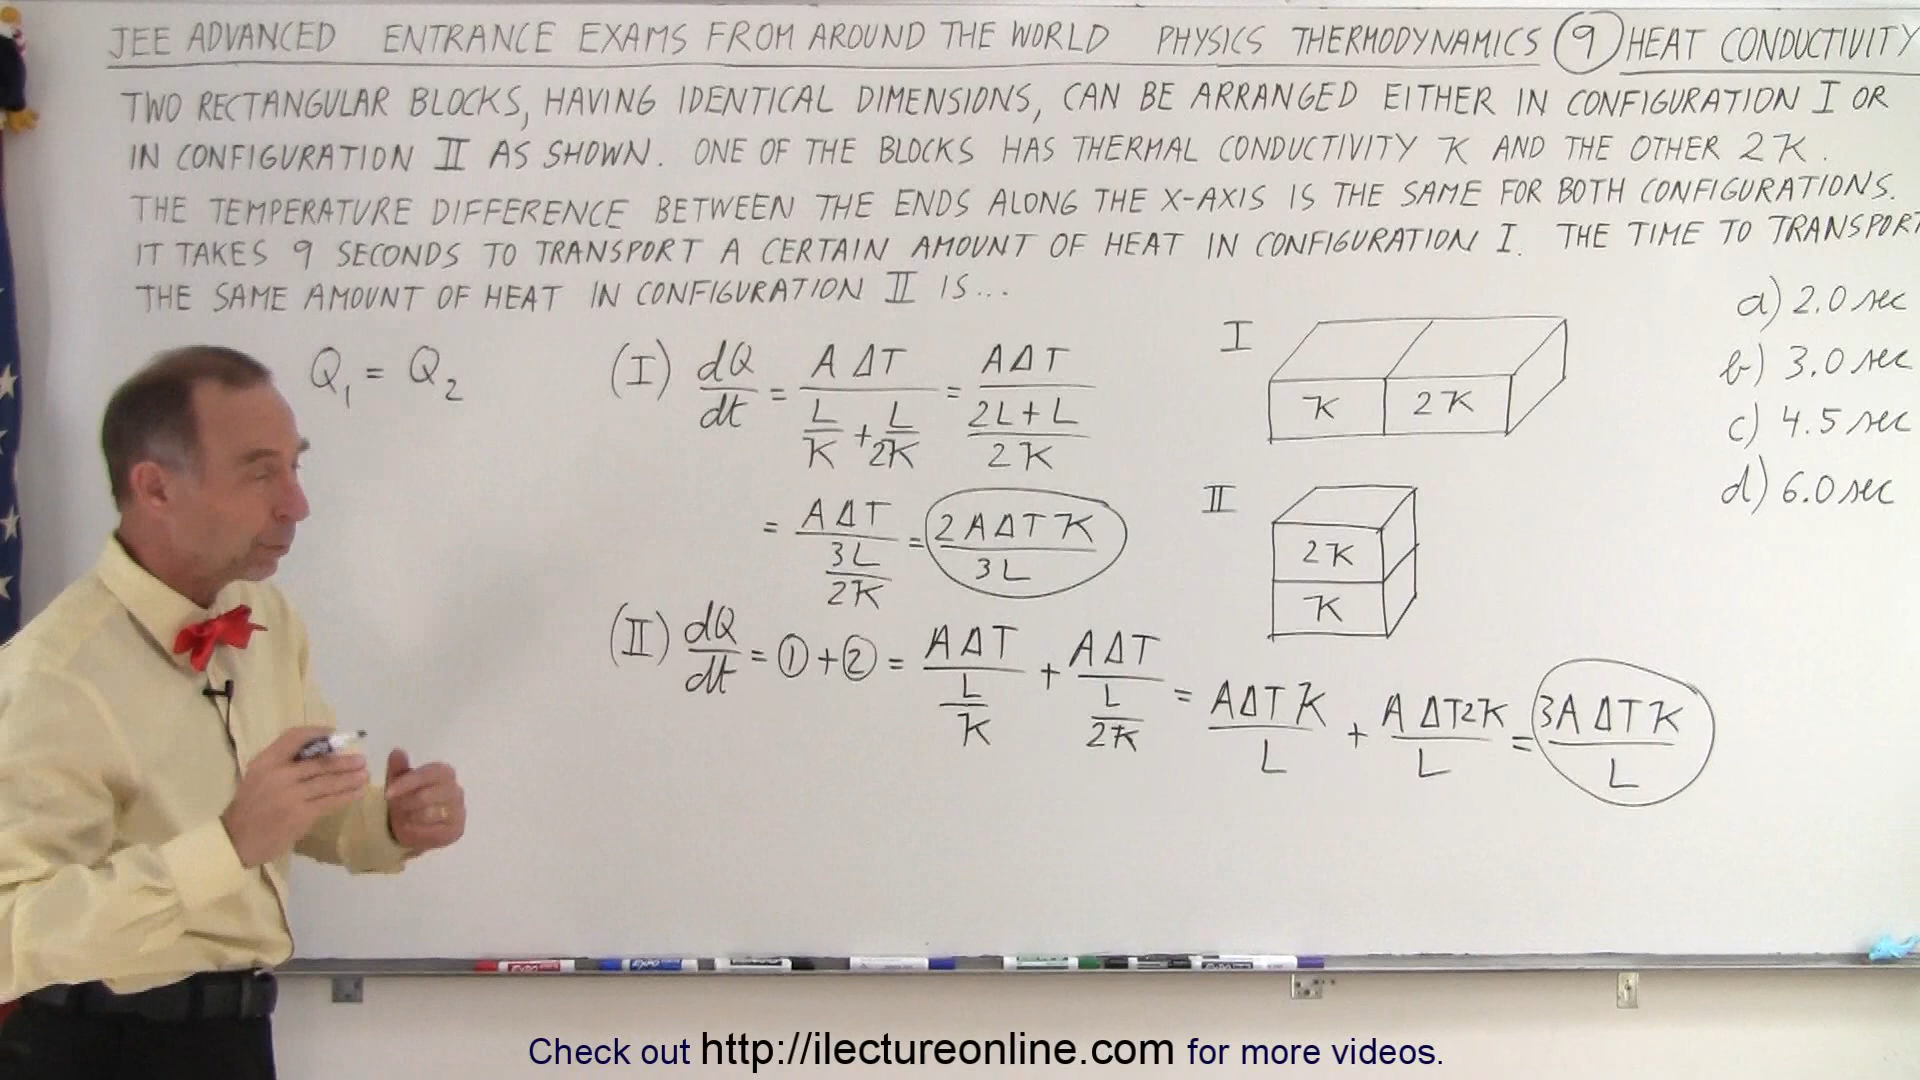 JEE ADVANCED ENTRANCE EXAMS FROM AROUND THE WORLD PHYSICS THERMODYNAMICS 9 HEAT CONDUCTIVITY
TWO RECTANGULAR BLOCKS, HAVING IDENTICAL DIMENSIONS, CAN BE ARRANGED EITHER IN CONFIGURATION I OR
IN CONFIGURATION II AS SHOWN. ONE OF THE BLOCKS HAS THERMAL CONDUCTIVITY K AND THE OTHER 2K.
THE TEMPERATURE DIFFERENCE BETWEEN THE ENDS ALONG THE X-AXIS IS THE SAME FOR BOTH CONFIGURATIONS.
IT TAKES 9 SECONDS TO TRANSPORT A CERTAIN AMOUNT OF HEAT IN CONFIGURATION I. THE TIME TO TRANSPORT
THE SAME AMOUNT OF HEAT IN CONFIGURATION II IS...
a) 2.0 sec
b) 3.0 sec
c) 4.5 sec
d) 6.0 sec
Q₁ = Q₂
(I) dQ/dt = A ΔT / (L/K + L/2K) = AΔT / ((2L+L)/2K)
= AΔT / (3L/2K) = 2AΔTK / 3L
I
K 2K
II
2K
K
(II) dQ/dt = ① + ② = AΔT / (L/K) + AΔT / (L/2K) = AΔTK / L + AΔT2K / L = 3AΔTK / L
Check out http://ilectureonline.com for more videos.